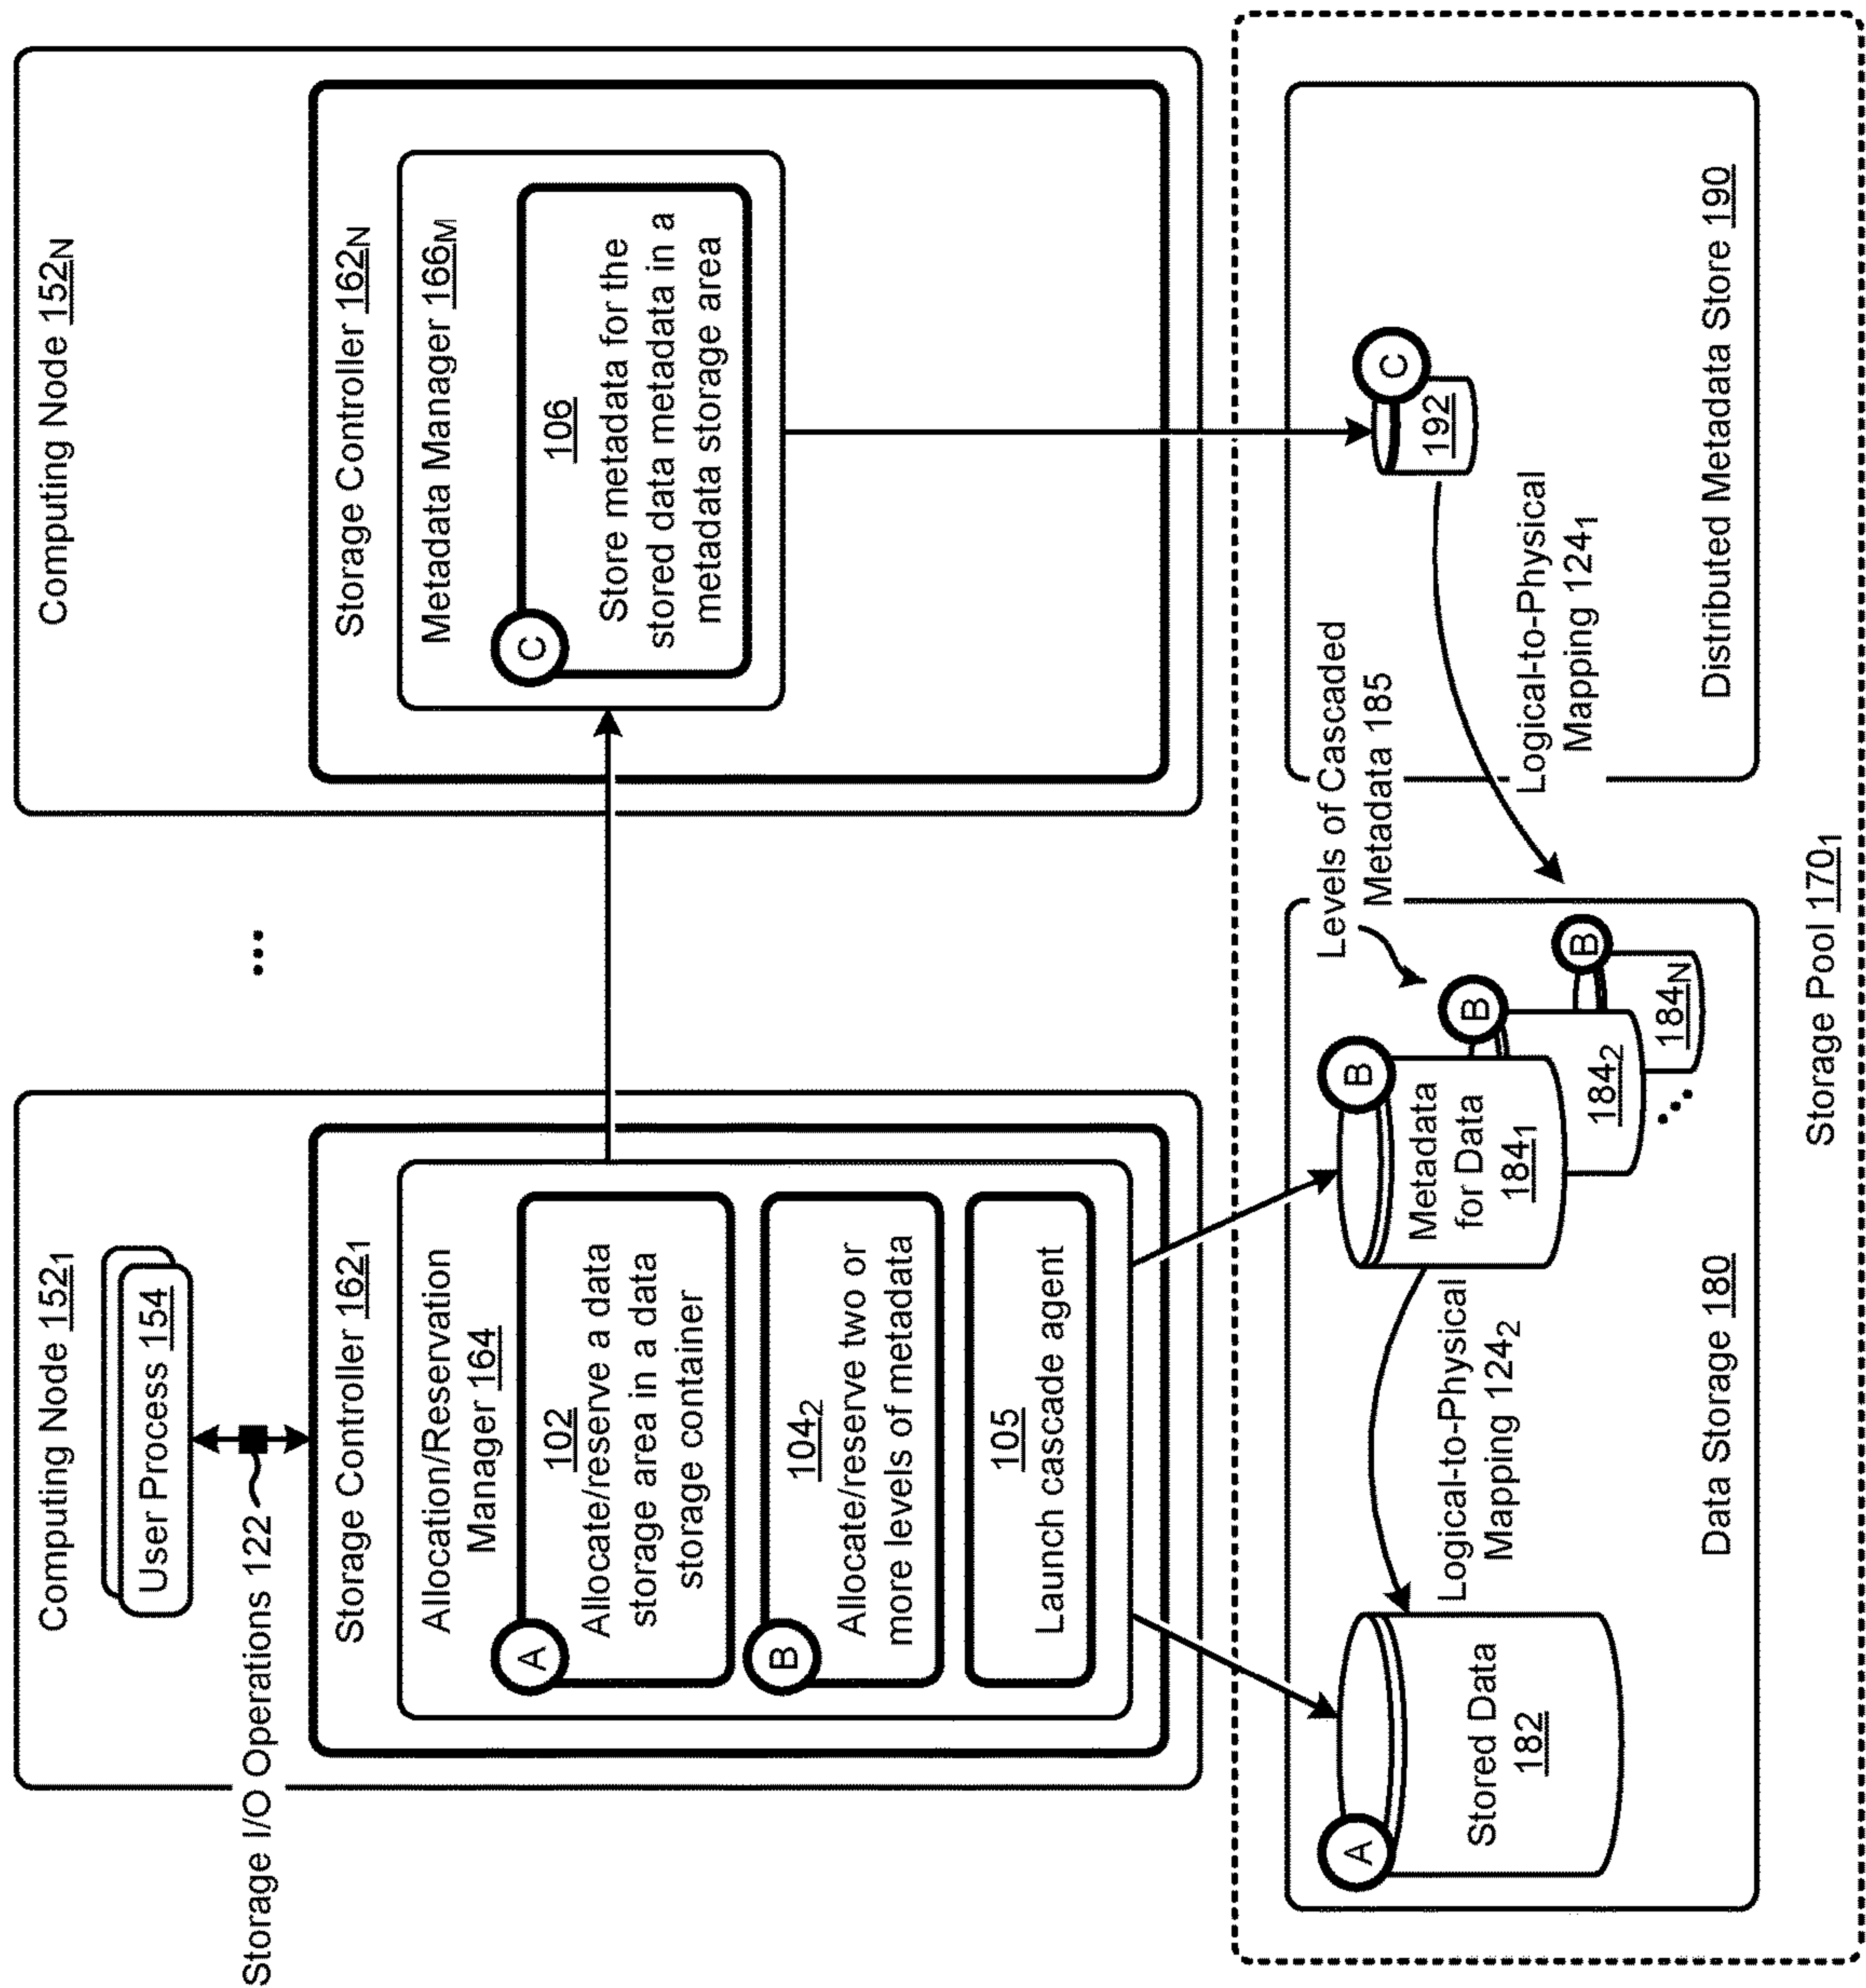 Computing Node 152₁
User Process 154
Storage I/O Operations 122
Storage Controller 162₁
Allocation/Reservation
Manager 164
A
102
Allocate/reserve a data
storage area in a data
storage container
B
104₂
Allocate/reserve two or
more levels of metadata
105
Launch cascade agent
...
Computing Node 152N
Storage Controller 162N
Metadata Manager 166M
C
106
Store metadata for the
stored data metadata in a
metadata storage area
A
Stored Data
182
Logical-to-Physical
Mapping 124₂
B
Metadata
for Data
184₁
B
184₂
...
B
184N
Levels of Cascaded
Metadata 185
Data Storage 180
C
192
Logical-to-Physical
Mapping 124₁
Distributed Metadata Store 190
Storage Pool 170₁